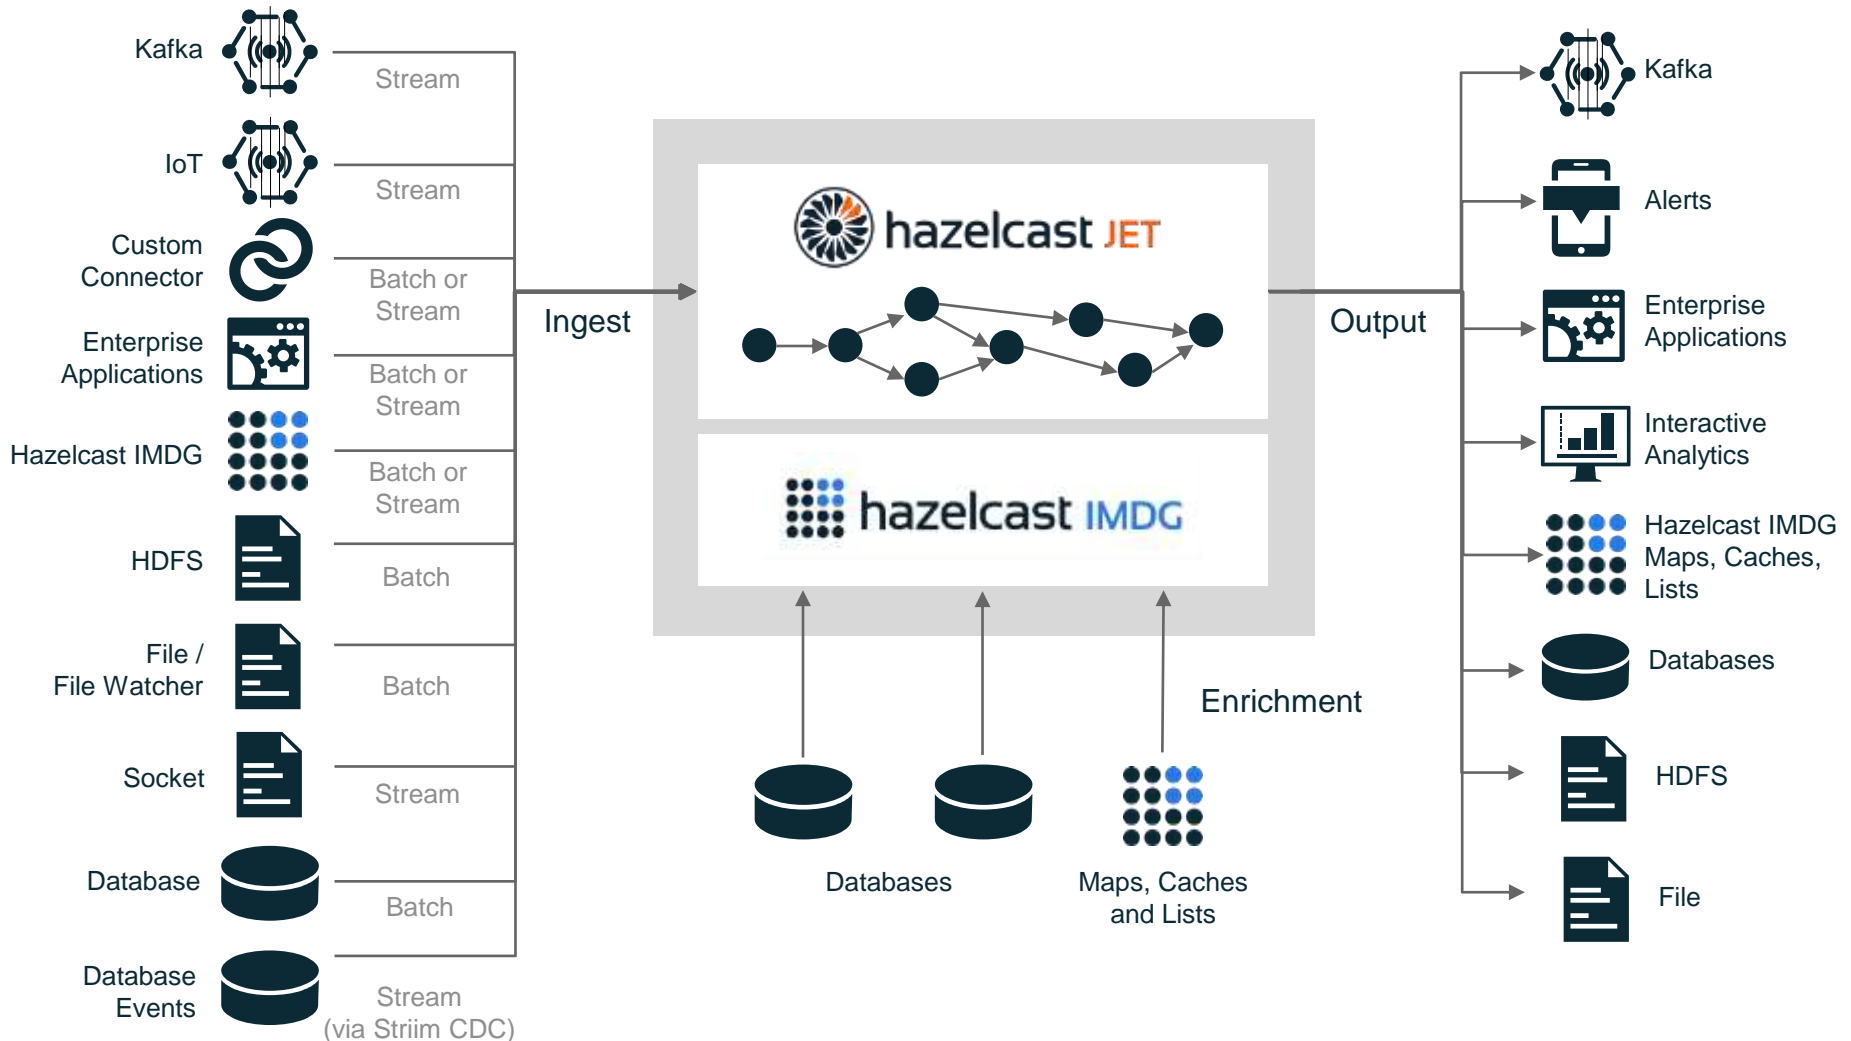 Kafka
Stream
IoT
Stream
Custom
Connector
Batch or
Stream
Enterprise
Applications
Batch or
Stream
Hazelcast IMDG
Batch or
Stream
HDFS
Batch
File /
File Watcher
Batch
Socket
Stream
Database
Batch
Database
Events
Stream
(via Striim CDC)
Ingest
hazelcast JET
hazelcast IMDG
Enrichment
Databases
Maps, Caches
and Lists
Output
Kafka
Alerts
Enterprise
Applications
Interactive
Analytics
Hazelcast IMDG
Maps, Caches,
Lists
Databases
HDFS
File